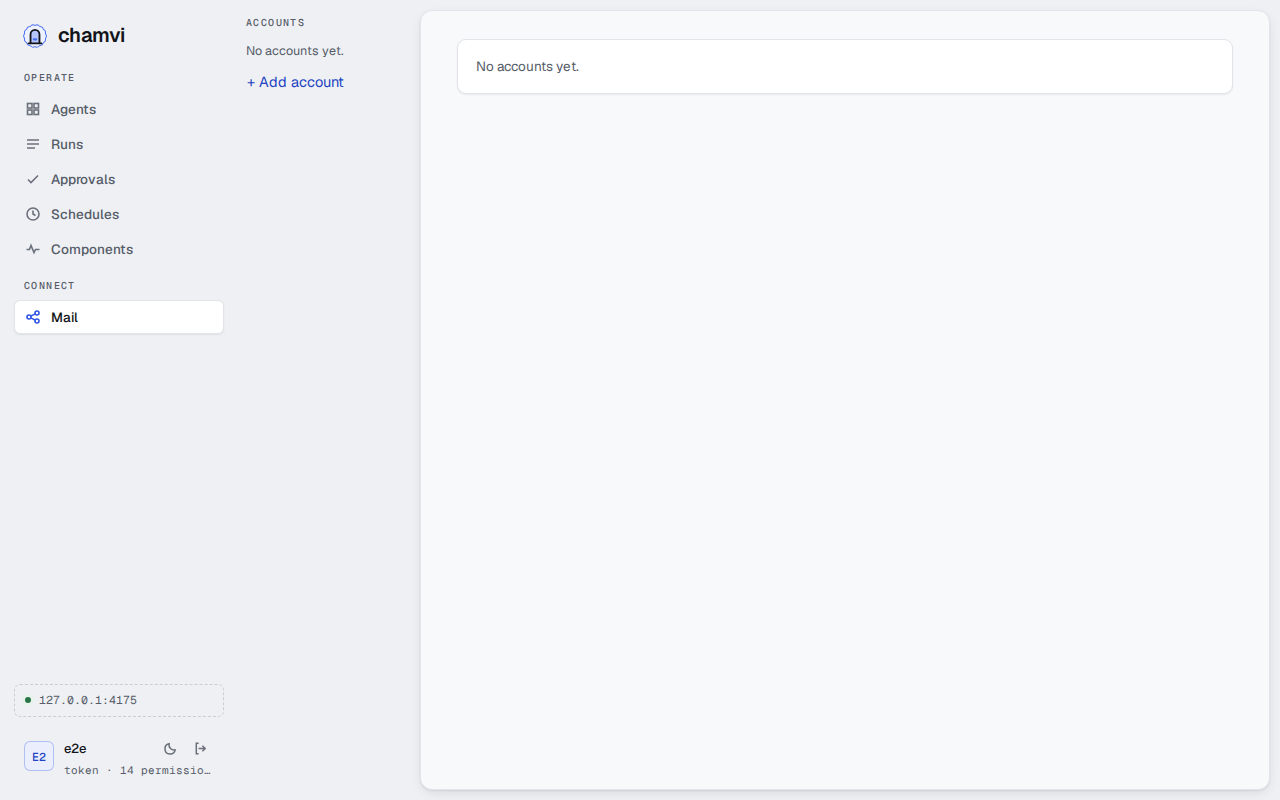 chamvi
OPERATE
Agents
Runs
Approvals
Schedules
Components
CONNECT
Mail
127.0.0.1:4175
E2
e2e
token · 14 permissio…
ACCOUNTS
No accounts yet.
+ Add account
No accounts yet.